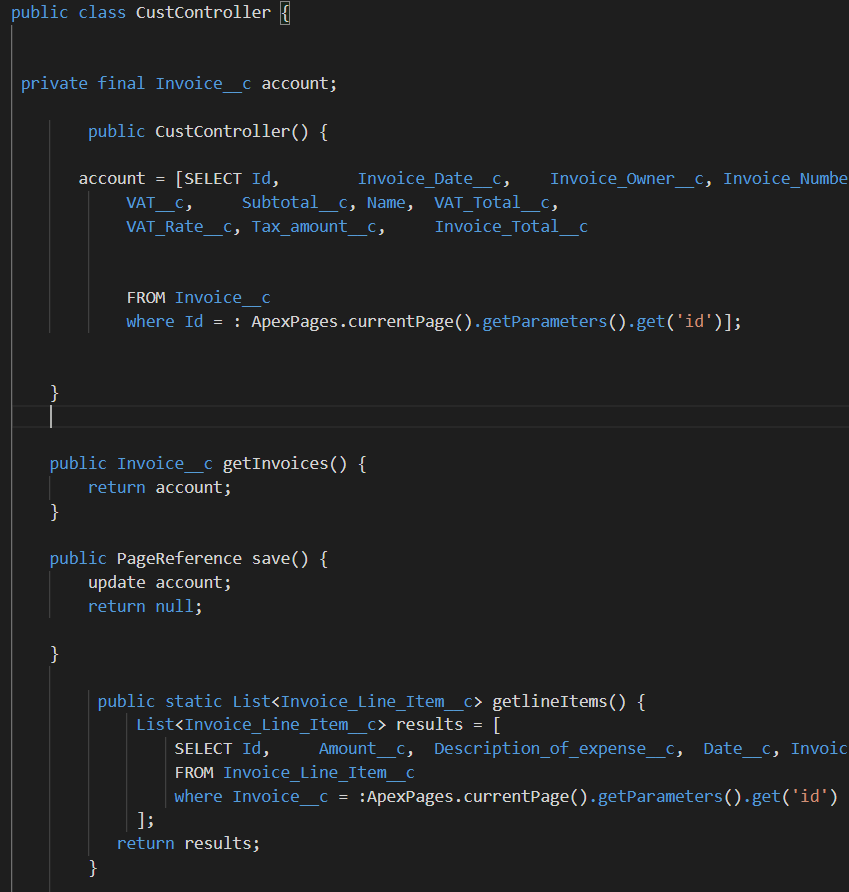 public class CustController {
private final Invoice__c account;
public CustController() {
account = [SELECT Id, Invoice_Date__c, Invoice_Owner__c, Invoice_Numbe
VAT__c, Subtotal__c, Name, VAT_Total__c,
VAT_Rate__c, Tax_amount__c, Invoice_Total__c
FROM Invoice__c
where Id = : ApexPages.currentPage().getParameters().get('id')];
}
public Invoice__c getInvoices() {
return account;
}
public PageReference save() {
update account;
return null;
}
public static List<Invoice_Line_Item__c> getlineItems() {
List<Invoice_Line_Item__c> results = [
SELECT Id, Amount__c, Description_of_expense__c, Date__c, Invoic
FROM Invoice_Line_Item__c
where Invoice__c = :ApexPages.currentPage().getParameters().get('id')
];
return results;
}